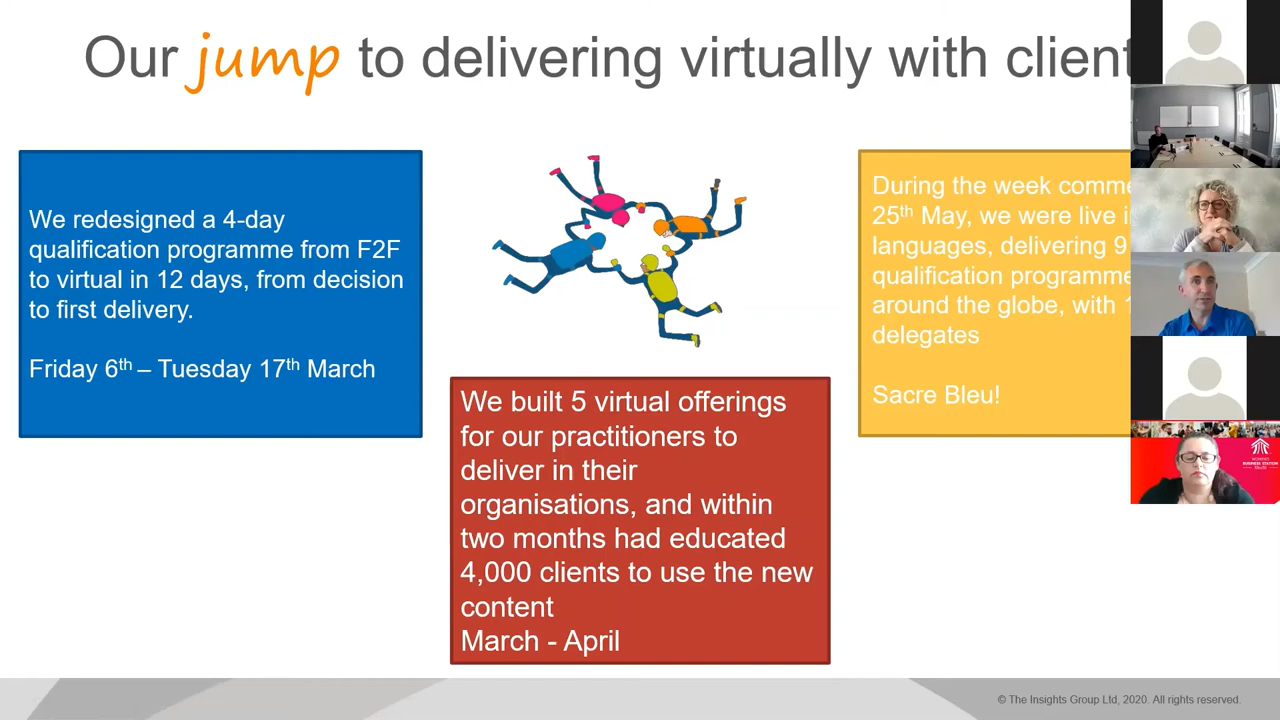 Our jump to delivering virtually with client
We redesigned a 4-day
qualification programme from F2F
to virtual in 12 days, from decision
to first delivery.
Friday 6th – Tuesday 17th March
We built 5 virtual offerings
for our practitioners to
deliver in their
organisations, and within
two months had educated
4,000 clients to use the new
content
March - April
During the week comme
25th May, we were live i
languages, delivering 9
qualification programme
around the globe, with 1
delegates
Sacre Bleu!
BUSINESS STATION
© The Insights Group Ltd, 2020. All rights reserved.